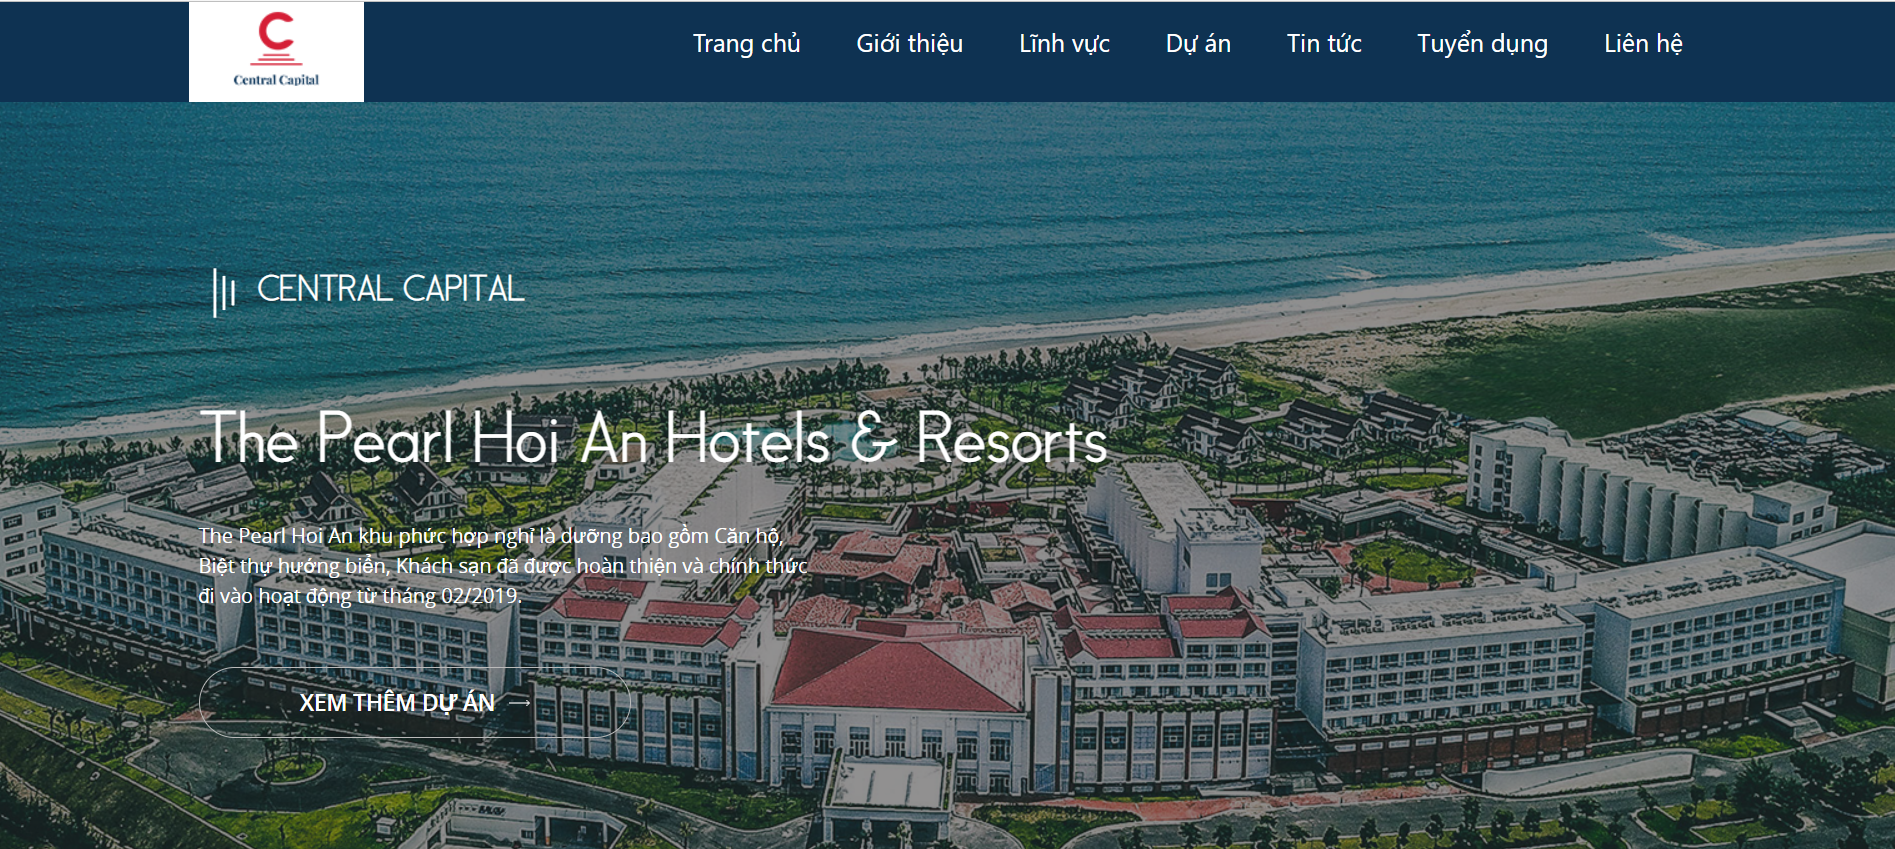 Central Capital
Trang chủ
Giới thiệu
Lĩnh vực
Dự án
Tin tức
Tuyển dụng
Liên hệ
CENTRAL CAPITAL
The Pearl Hoi An Hotels & Resorts
The Pearl Hoi An khu phức hợp nghỉ là dưỡng bao gồm Căn hộ,
Biệt thự hướng biển, Khách sạn đã được hoàn thiện và chính thức
đi vào hoạt động từ tháng 02/2019.
XEM THÊM DỰ ÁN